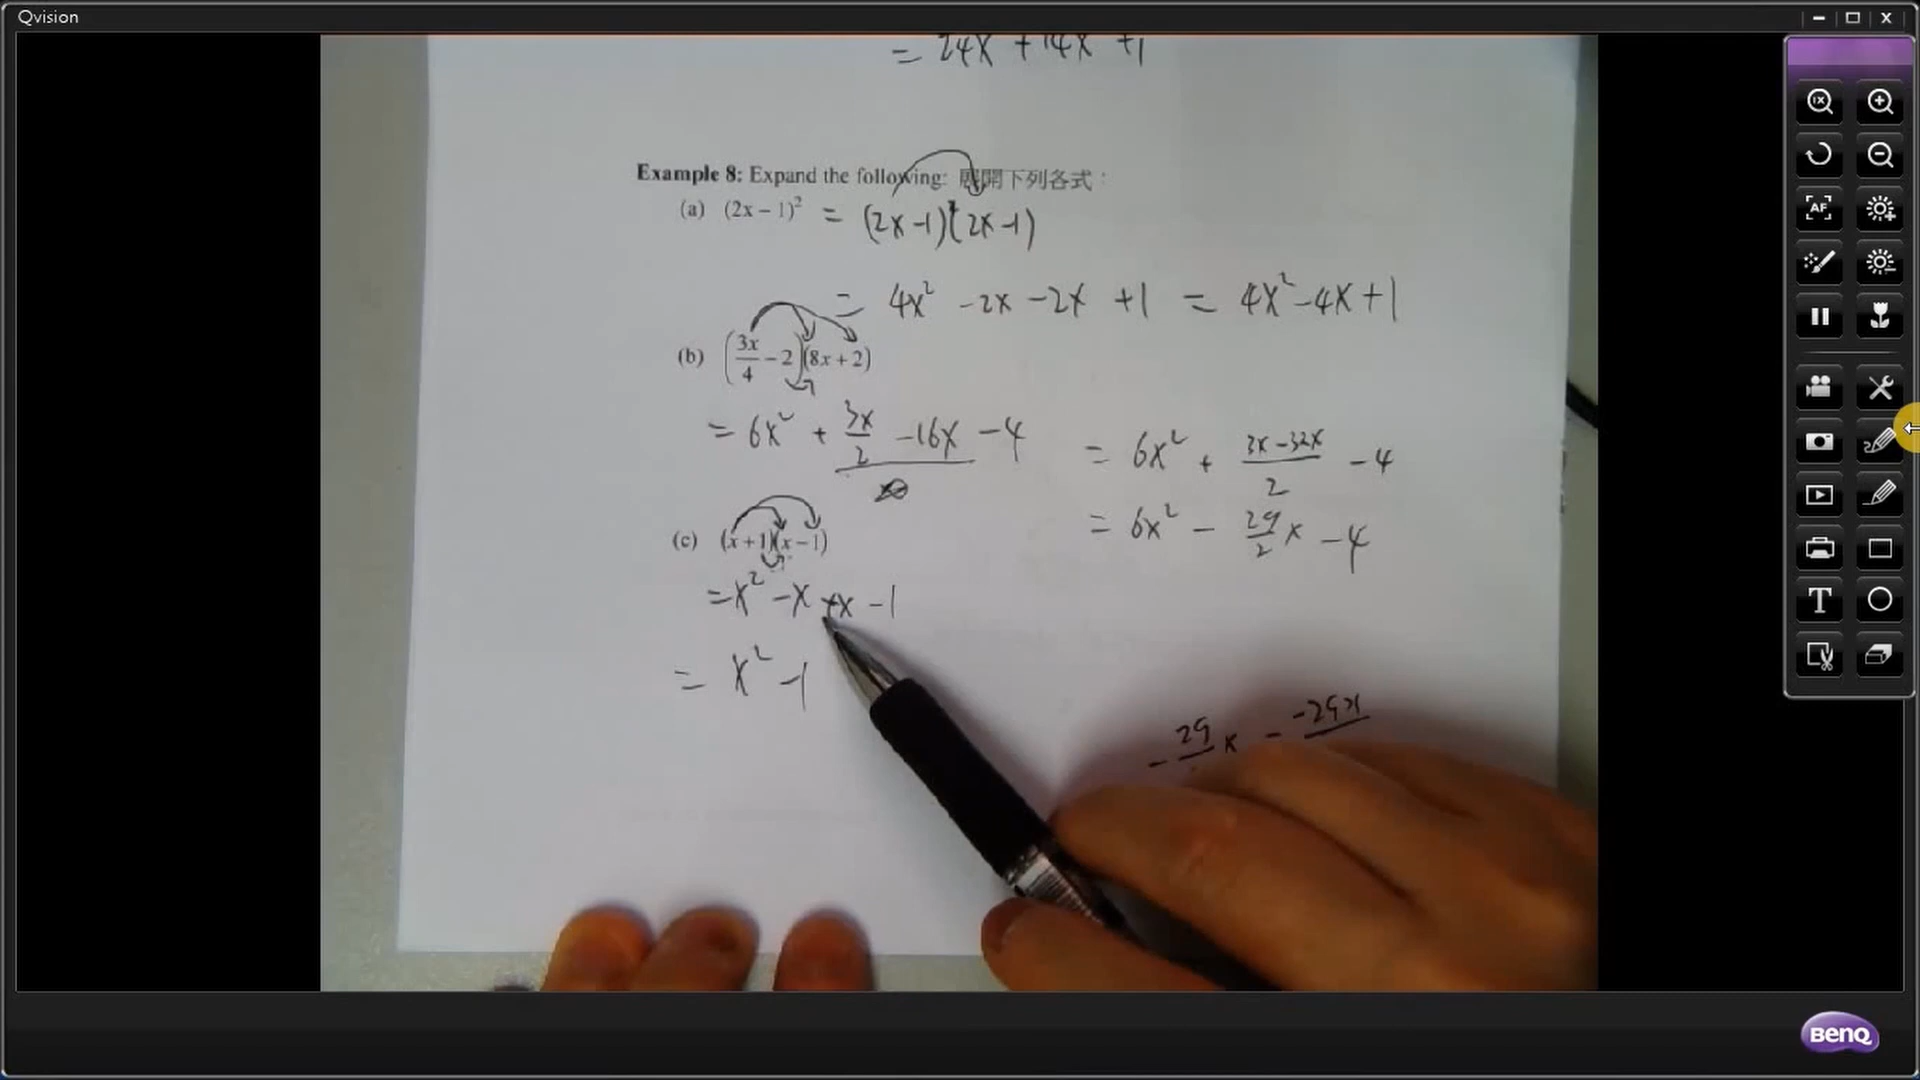 Qvision
= 24x + 14x + 1
Example 8: Expand the following: 展開下列各式：
(a) (2x − 1)² = (2x −1)(2x −1)
= 4x² −2x −2x +1 = 4x² −4x +1
(b) (3x/4 − 2)(8x + 2)
= 6x² + 3x/2 −16x −4
= 6x² + (3x−32x)/2 −4
= 6x² − 29/2 x −4
(c) (x + 1)(x − 1)
= x² −x +x −1
= x² −1
− 29 x = −29x
1X
AF
T
BenQ